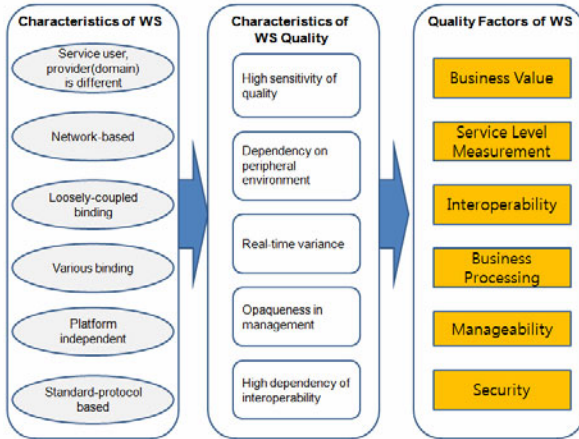 Characteristics of WS
Service user,
provider(domain)
is different
Network-based
Loosely-coupled
binding
Various binding
Platform
independent
Standard-protocol
based
Characteristics of
WS Quality
High sensitivity of
quality
Dependency on
peripheral
environment
Real-time variance
Opaqueness in
management
High dependency of
interoperability
Quality Factors of WS
Business Value
Service Level
Measurement
Interoperability
Business
Processing
Manageability
Security